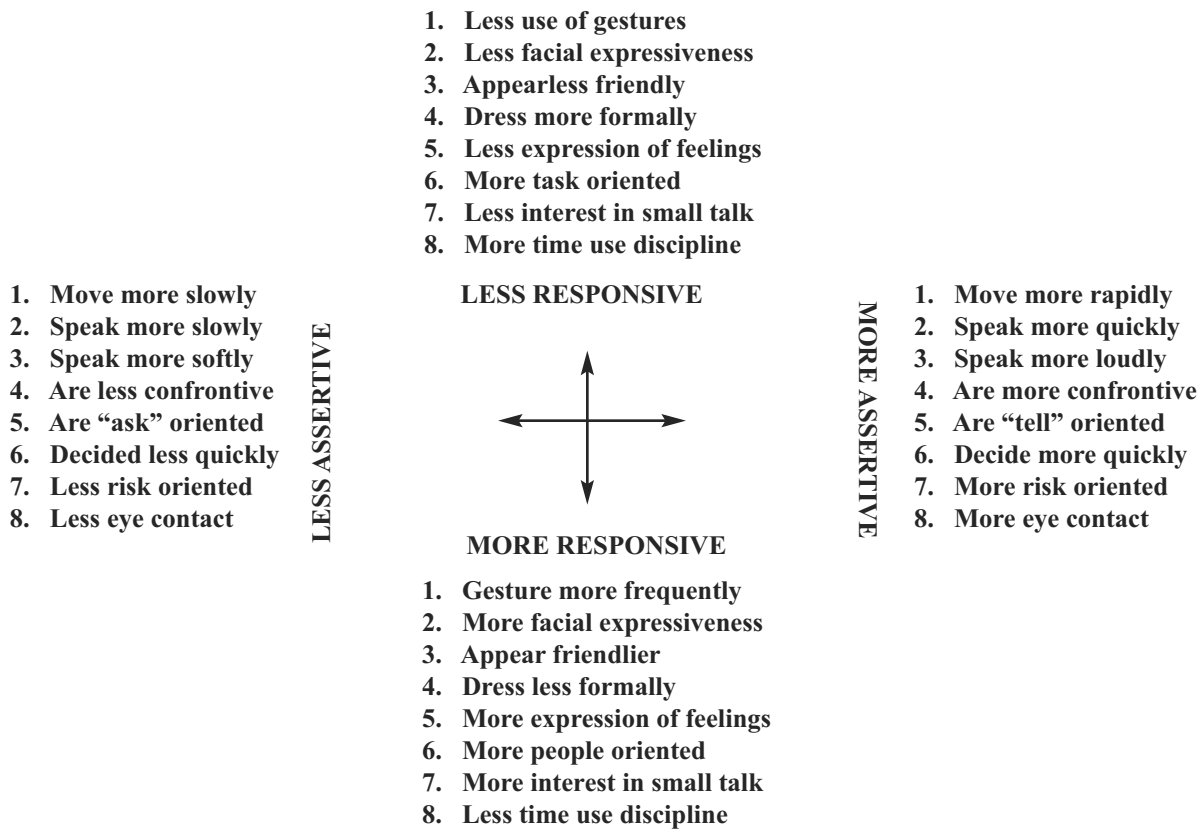 1. Less use of gestures
2. Less facial expressiveness
3. Appearless friendly
4. Dress more formally
5. Less expression of feelings
6. More task oriented
7. Less interest in small talk
8. More time use discipline
LESS RESPONSIVE
1. Move more slowly
2. Speak more slowly
3. Speak more softly
4. Are less confrontive
5. Are “ask” oriented
6. Decided less quickly
7. Less risk oriented
8. Less eye contact
LESS ASSERTIVE
MORE ASSERTIVE
1. Move more rapidly
2. Speak more quickly
3. Speak more loudly
4. Are more confrontive
5. Are “tell” oriented
6. Decide more quickly
7. More risk oriented
8. More eye contact
MORE RESPONSIVE
1. Gesture more frequently
2. More facial expressiveness
3. Appear friendlier
4. Dress less formally
5. More expression of feelings
6. More people oriented
7. More interest in small talk
8. Less time use discipline